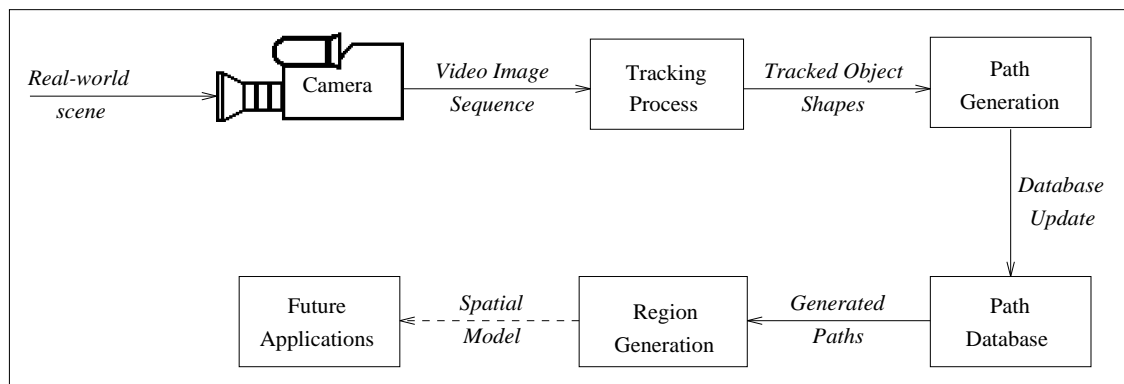 Real-world
scene
Camera
Video Image
Sequence
Tracking
Process
Tracked Object
Shapes
Path
Generation
Database
Update
Path
Database
Generated
Paths
Region
Generation
Spatial
Model
Future
Applications